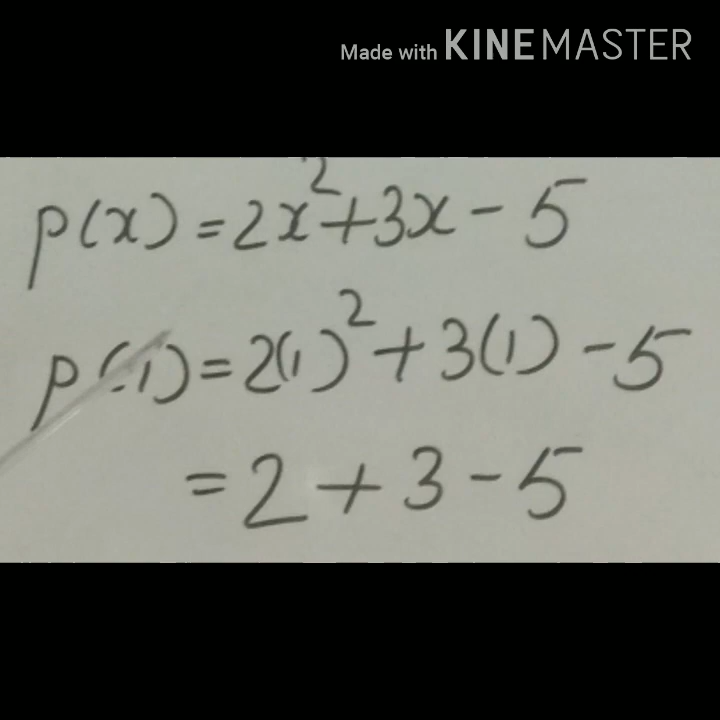 Made with KINEMASTER
p(x) = 2x² + 3x - 5
p(1) = 2(1)² + 3(1) - 5
= 2 + 3 - 5